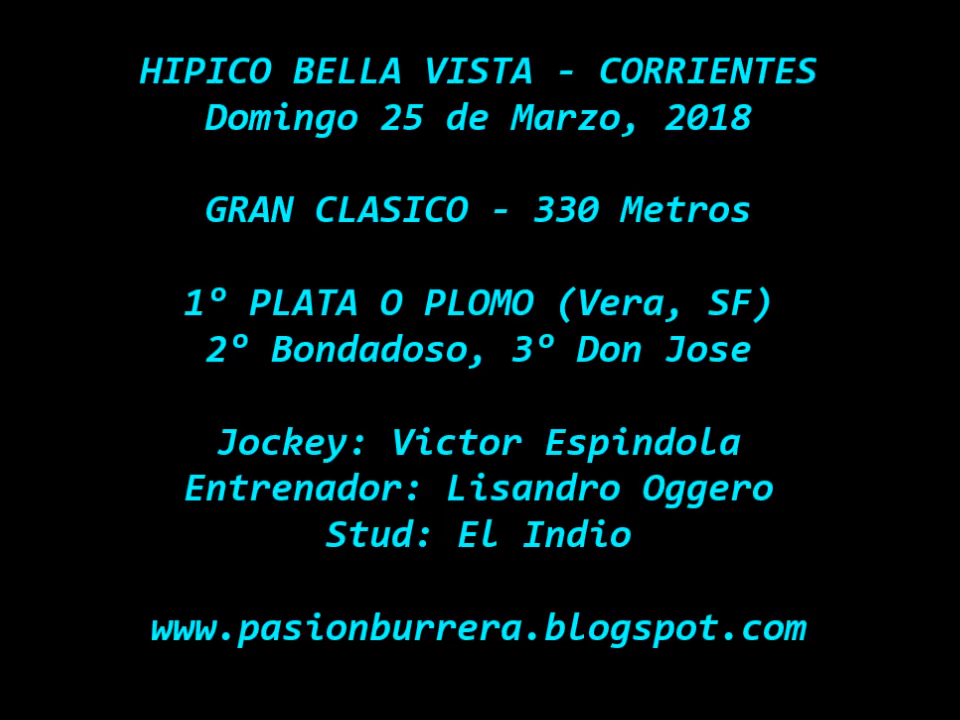 HIPICO BELLA VISTA - CORRIENTES
Domingo 25 de Marzo, 2018
GRAN CLASICO - 330 Metros
1º PLATA O PLOMO (Vera, SF)
2º Bondadoso, 3º Don Jose
Jockey: Victor Espindola
Entrenador: Lisandro Oggero
Stud: El Indio
www.pasionburrera.blogspot.com